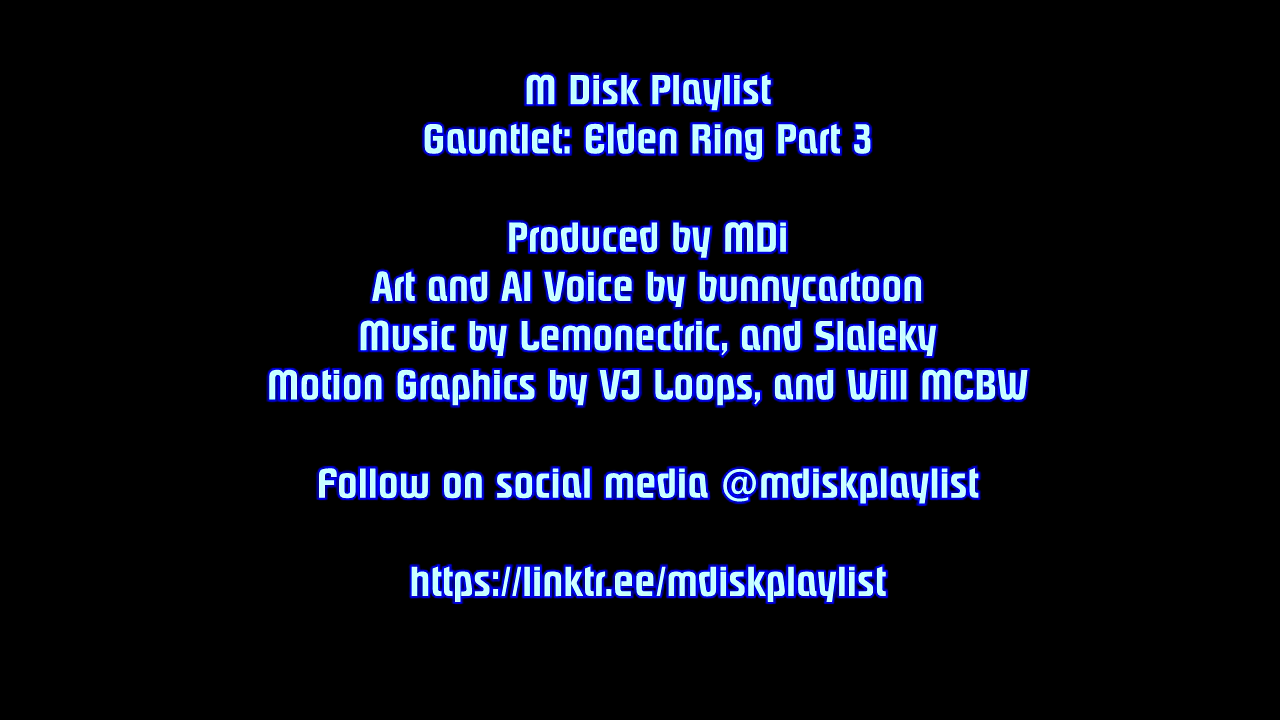 M Disk Playlist
Gauntlet: Elden Ring Part 3
Produced by MDi
Art and AI Voice by bunnycartoon
Music by Lemonectric, and Slaleky
Motion Graphics by VJ Loops, and Will MCBW
Follow on social media @mdiskplaylist
https://linktr.ee/mdiskplaylist